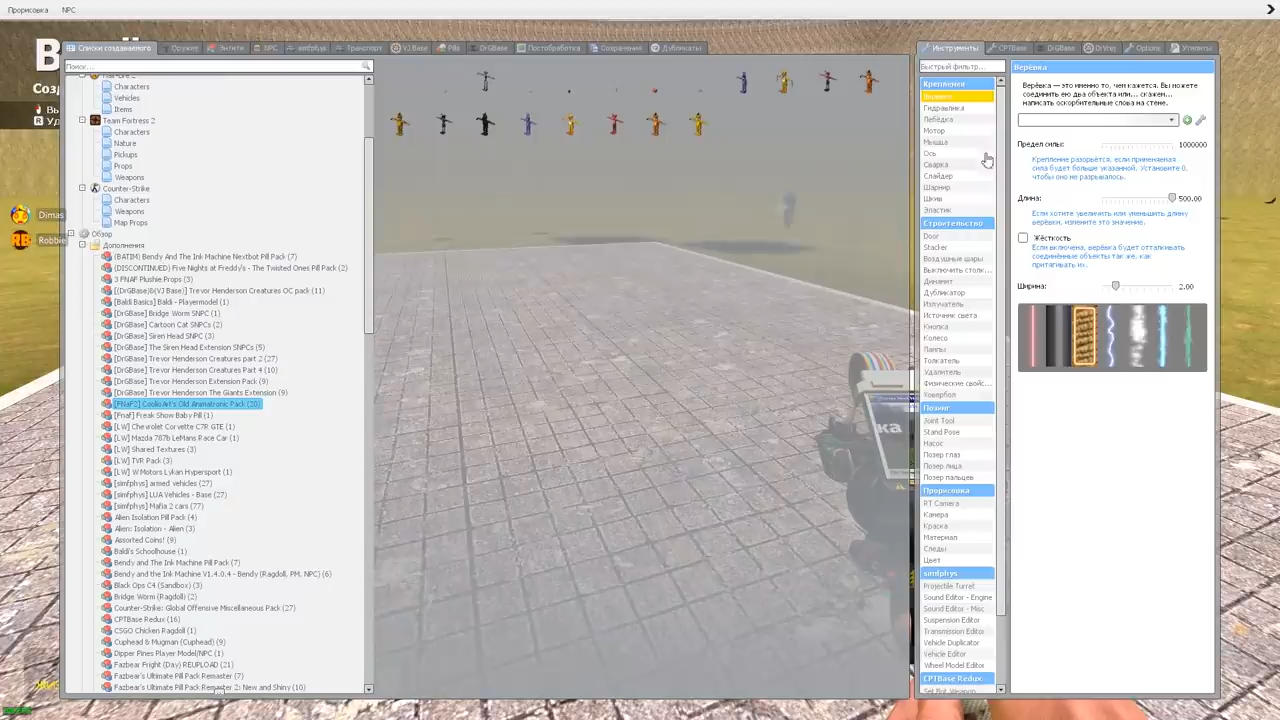 Прорисовка NPC
Списки создаваемого Оружие Энтити NPC simfphys Транспорт VJ Base Pills DrGBase Постобработка Сохранения Дубликаты
Поиск...
Characters
Vehicles
Items
Team Fortress 2
Characters
Nature
Pickups
Props
Weapons
Counter-Strike
Characters
Weapons
Map Props
Обзор
Дополнения
(BATIM) Bendy And The Ink Machine Nextbot Pill Pack (7)
(DISCONTINUED) Five Nights at Freddy's - The Twisted Ones Pill Pack (2)
3 FNAF Plushie Props (3)
[(DrGBase)&(VJ Base)] Trevor Henderson Creatures OC pack (11)
[Baldi Basics] Baldi - Playermodel (1)
[DrGBase] Bridge Worm SNPC (1)
[DrGBase] Cartoon Cat SNPCs (2)
[DrGBase] Siren Head SNPC (3)
[DrGBase] The Siren Head Extension SNPCs (5)
[DrGBase] Trevor Henderson Creatures part 2 (27)
[DrGBase] Trevor Henderson Creatures Part 4 (10)
[DrGBase] Trevor Henderson Extension Pack (9)
[DrGBase] Trevor Henderson The Giants Extension (9)
[FNaF2] CoolioArt's Old Animatronic Pack (20)
[Fnaf] Freak Show Baby Pill (1)
[LW] Chevrolet Corvette C7R GTE (1)
[LW] Mazda 787b LeMans Race Car (1)
[LW] Shared Textures (3)
[LW] TVR Pack (3)
[LW] W Motors Lykan Hypersport (1)
[simfphys] armed vehicles (27)
[simfphys] LUA Vehicles - Base (27)
[simfphys] Mafia 2 cars (77)
Alien Isolation Pill Pack (4)
Alien: Isolation - Alien (3)
Assorted Coins! (9)
Baldi's Schoolhouse (1)
Bendy and The Ink Machine Pill Pack (7)
Bendy and the Ink Machine V1.4.0.4 - Bendy (Ragdoll, PM, NPC) (6)
Black Ops C4 (Sandbox) (3)
Bridge Worm (Ragdoll) (2)
Counter-Strike: Global Offensive Miscellaneous Pack (27)
CPTBase Redux (16)
CSGO Chicken Ragdoll (1)
Cuphead & Mugman (Cuphead) (9)
Dipper Pines Player Model/NPC (1)
Fazbear Fright (Day) REUPLOAD (21)
Fazbear's Ultimate Pill Pack Remaster (7)
Fazbear's Ultimate Pill Pack Remaster 2: New and Shiny (10)
Dimas
Robbie
Инструменты CPTBase DrGBase DrVrej Options Утилиты
Быстрый фильтр...
Крепления
Верёвка
Гидравлика
Лебёдка
Мотор
Мышца
Ось
Сварка
Слайдер
Шарнир
Шкив
Эластик
Строительство
Door
Stacker
Воздушные шары
Выключить столк...
Динамит
Дубликатор
Излучатель
Источник света
Кнопка
Колесо
Лампы
Толкатель
Удалитель
Физические свойс...
Ховербол
Позинг
Joint Tool
Stand Pose
Насос
Позер глаз
Позер лица
Позер пальцев
Прорисовка
RT Camera
Камера
Краска
Материал
Следы
Цвет
simfphys
Projectile Turret
Sound Editor - Engine
Sound Editor - Misc
Suspension Editor
Transmission Editor
Vehicle Duplicator
Vehicle Editor
Wheel Model Editor
CPTBase Redux
Set Bot Weapon
Верёвка
Верёвка — это именно то, чем кажется. Вы можете
соединить ею два объекта или... скажем...
написать оскорбительные слова на стене.
Предел силы: 1000000
Крепление разорвётся, если применяемая
сила будет больше указанной. Установите 0,
чтобы оно не разрывалось.
Длина: 500.00
Если хотите увеличить или уменьшить длину
верёвки, измените это значение.
Жёсткость
Если включена, верёвка будет отталкивать
соединённые объекты так же, как
притягивать их.
Ширина: 2.00